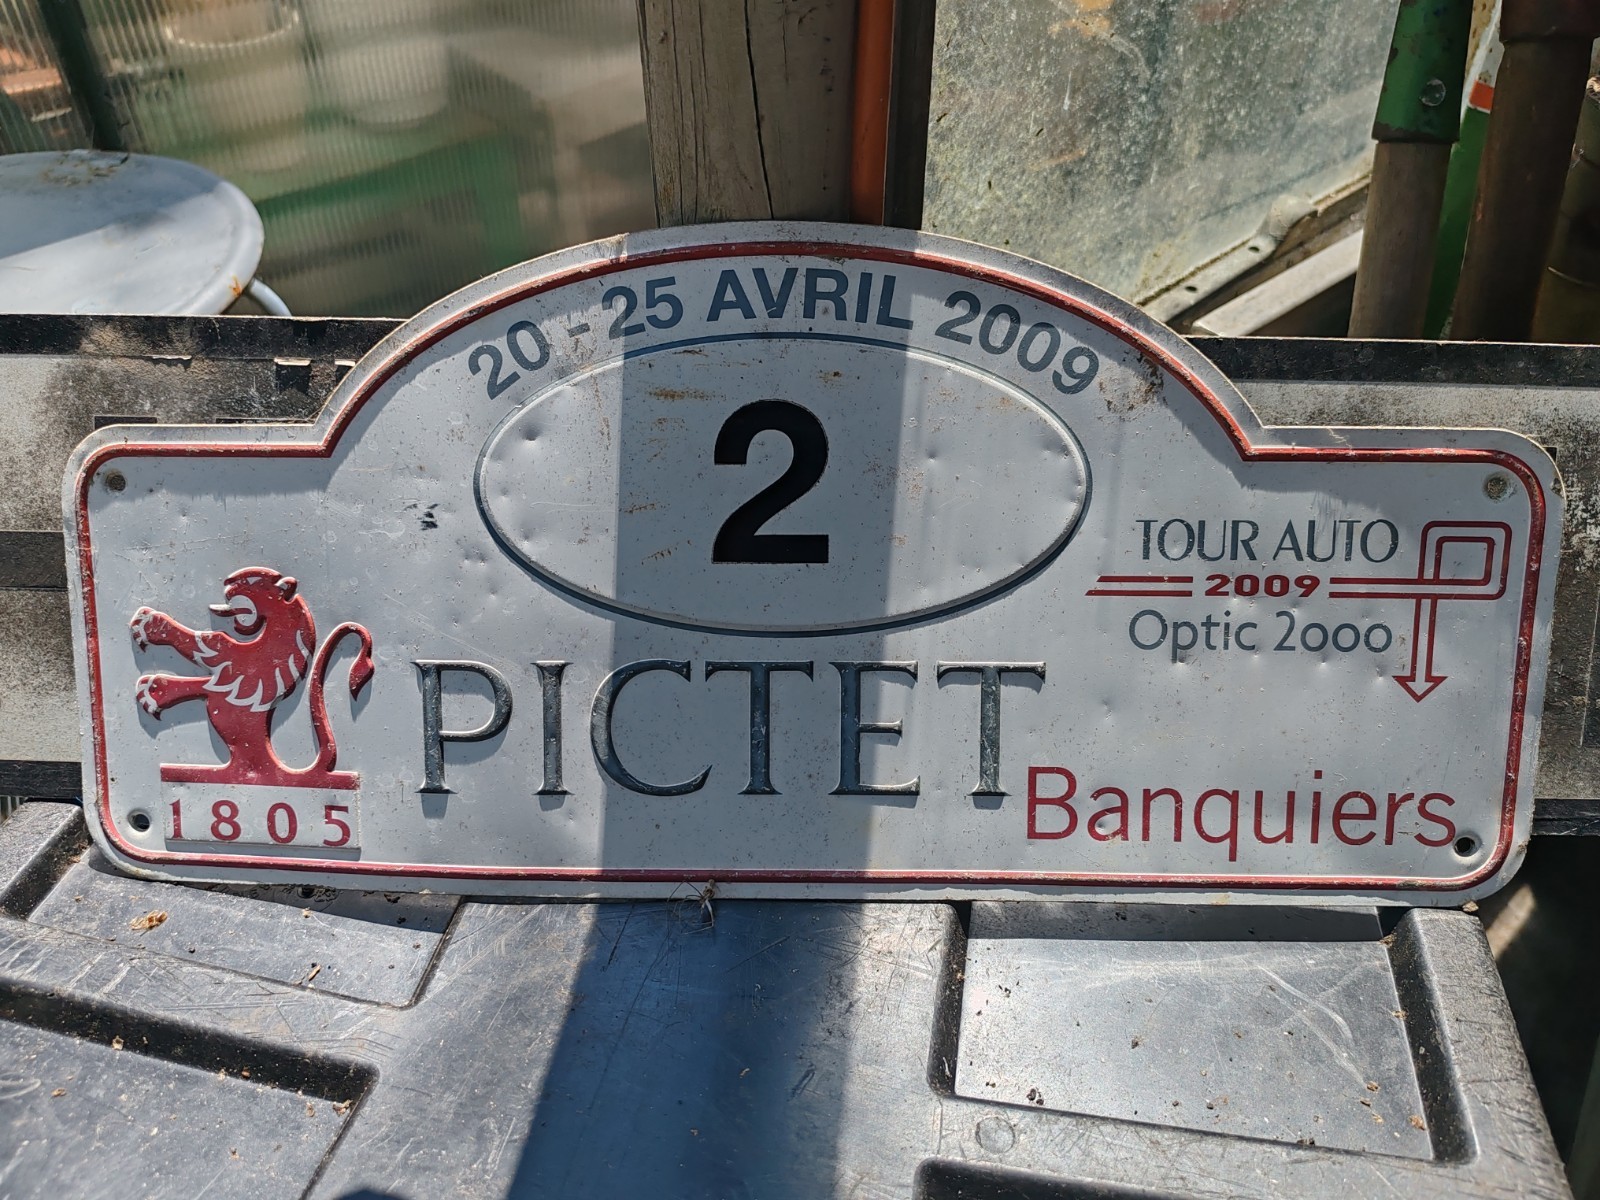 20 - 25 AVRIL 2009
2
TOUR AUTO
2009
Optic 2000
PICTET
Banquiers
1805